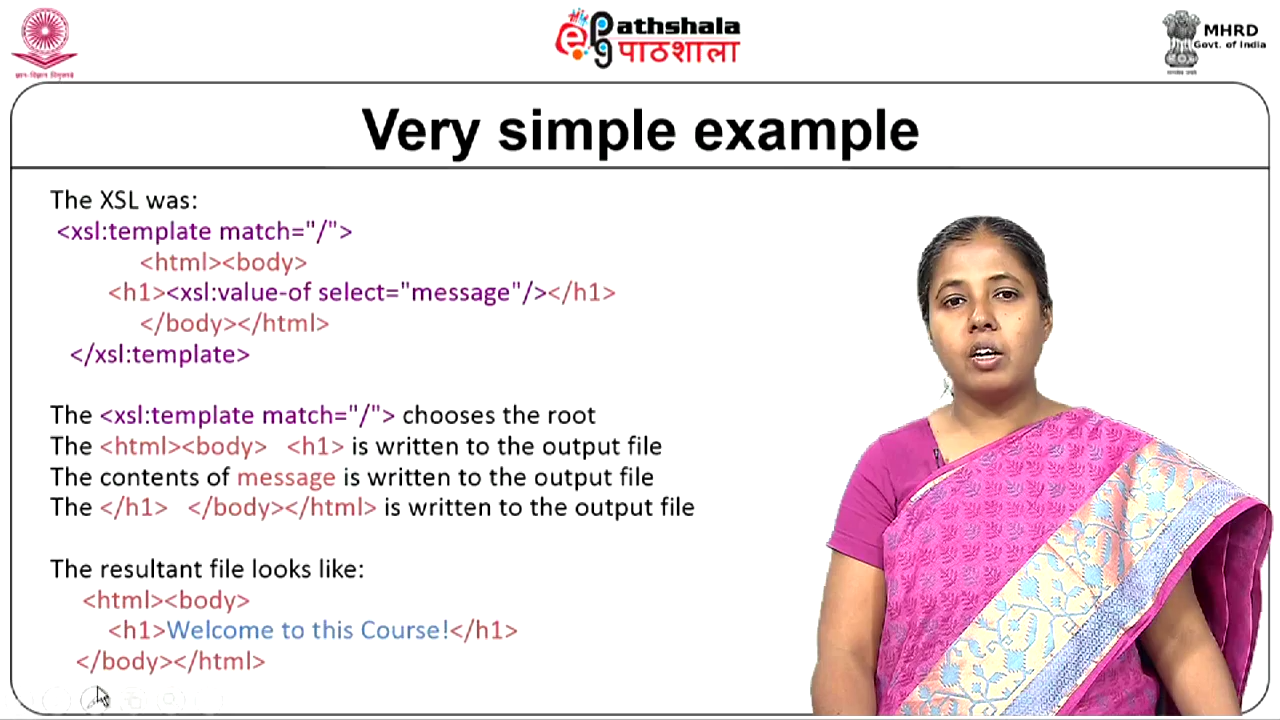 Pathshala
पाठशाला
MHRD
Govt. of India
Very simple example
The XSL was:
<xsl:template match="/">
<html><body>
<h1><xsl:value-of select="message"/></h1>
</body></html>
</xsl:template>
The <xsl:template match="/"> chooses the root
The <html><body> <h1> is written to the output file
The contents of message is written to the output file
The </h1> </body></html> is written to the output file
The resultant file looks like:
<html><body>
<h1>Welcome to this Course!</h1>
</body></html>